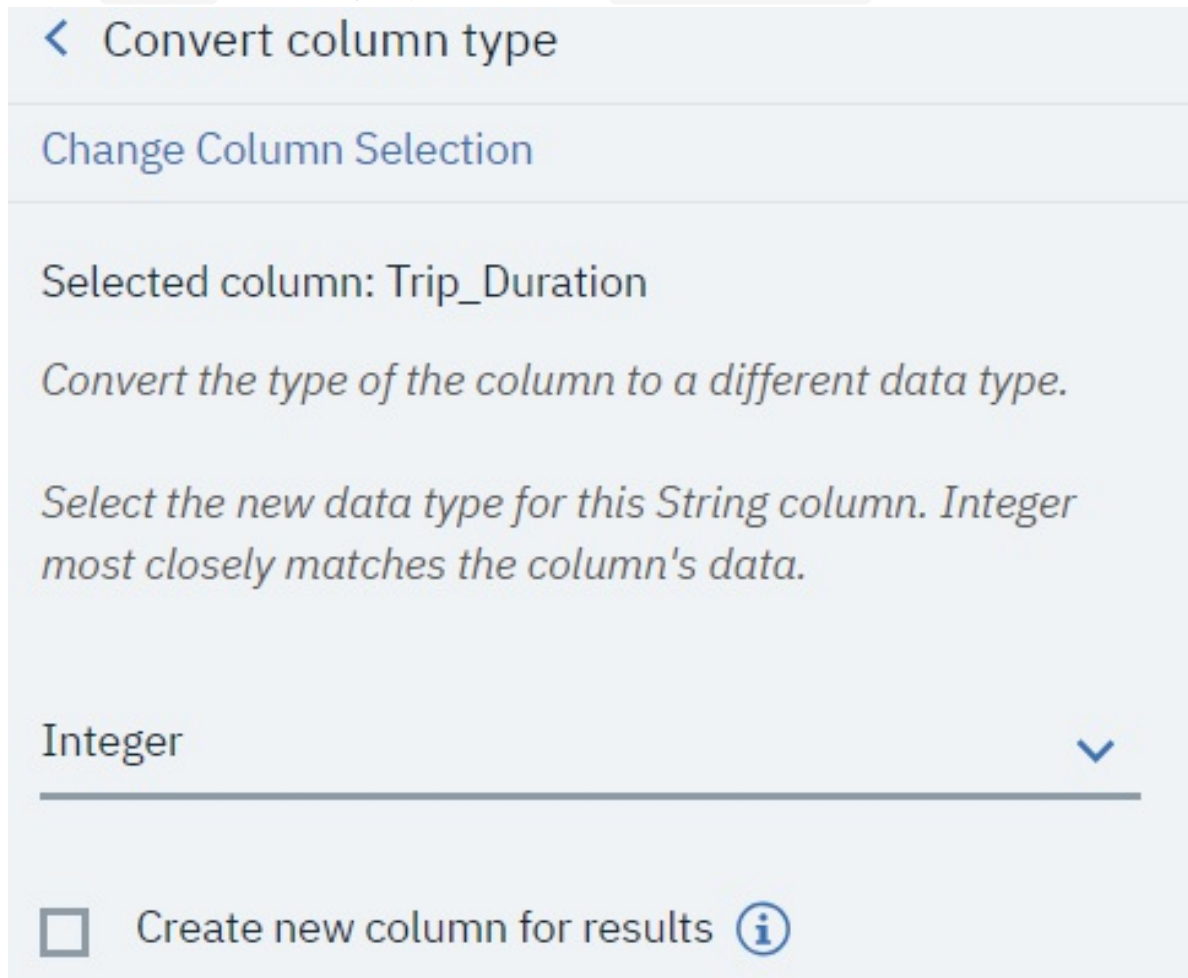 Convert column type
Change Column Selection
Selected column: Trip_Duration
Convert the type of the column to a different data type.
Select the new data type for this String column. Integer
most closely matches the column's data.
Integer
Create new column for results